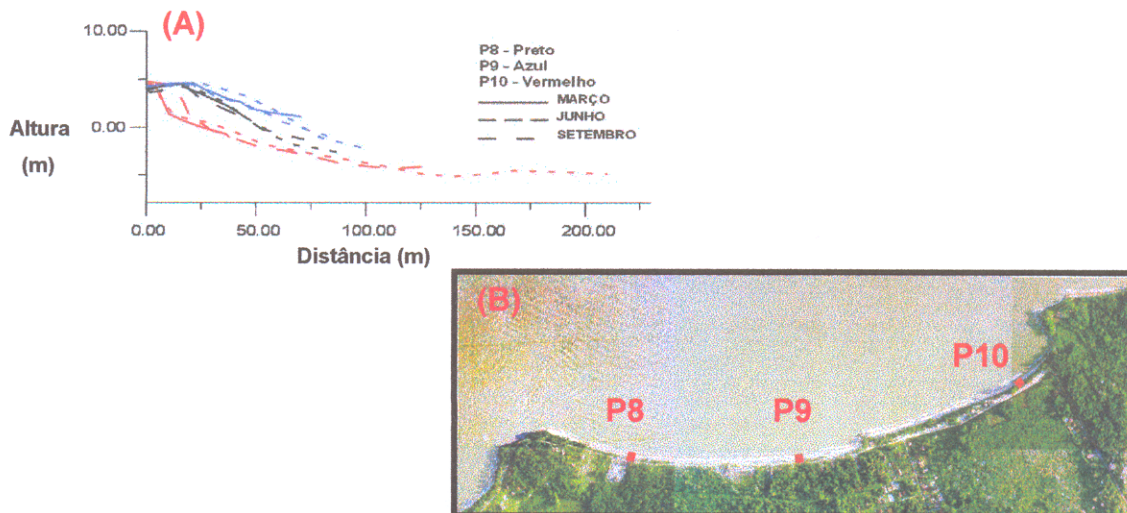 (A)
10.00
0.00
Altura
(m)
P8 - Preto
P9 - Azul
P10 - Vermelho
MARÇO
JUNHO
SETEMBRO
0.00 50.00 100.00 150.00 200.00
Distância (m)
(B)
P8
P9
P10